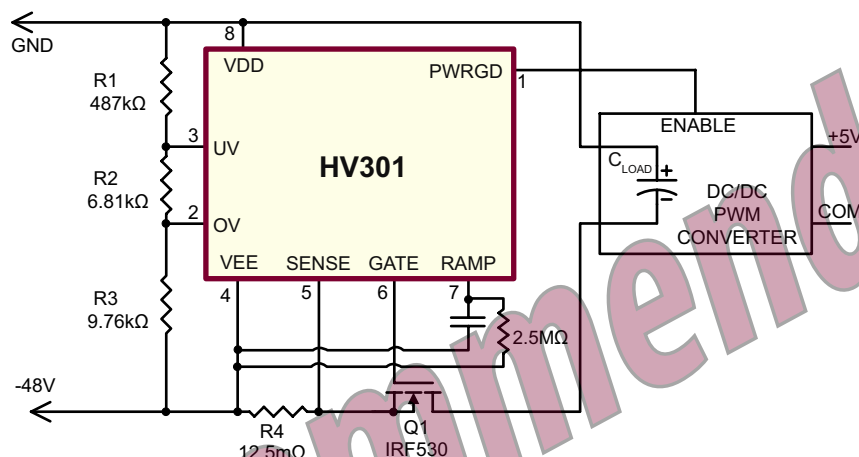 GND
8
VDD
PWRGD
1
R1
487kΩ
3
UV
HV301
R2
6.81kΩ
2
OV
ENABLE
+5V
C LOAD
+
–
DC/DC
PWM
CONVERTER
COM
VEE
SENSE
GATE
RAMP
4
5
6
7
R3
9.76kΩ
2.5MΩ
-48V
R4
12.5mΩ
Q1
IRF530
mmend